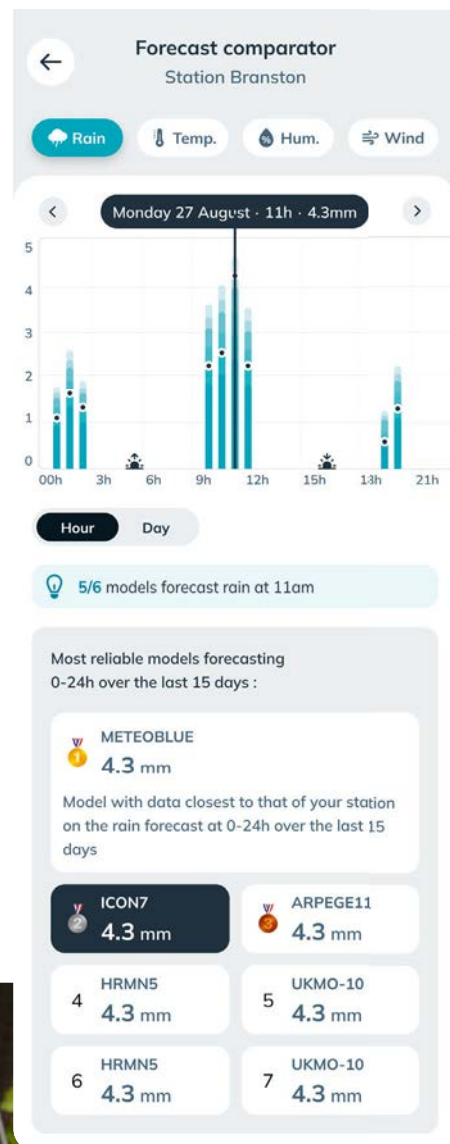 Forecast comparator
Station Branston
Rain
Temp.
Hum.
Wind
Monday 27 August · 11h · 4.3mm
5
4
3
2
1
0
00h 3h 6h 9h 12h 15h 18h 21h
Hour Day
5/6 models forecast rain at 11am
Most reliable models forecasting
0-24h over the last 15 days :
1
METEOBLUE
4.3 mm
Model with data closest to that of your station
on the rain forecast at 0-24h over the last 15
days
2
ICON7
4.3 mm
3
ARPEGE11
4.3 mm
4
HRMN5
4.3 mm
5
UKMO-10
4.3 mm
6
HRMN5
4.3 mm
7
UKMO-10
4.3 mm